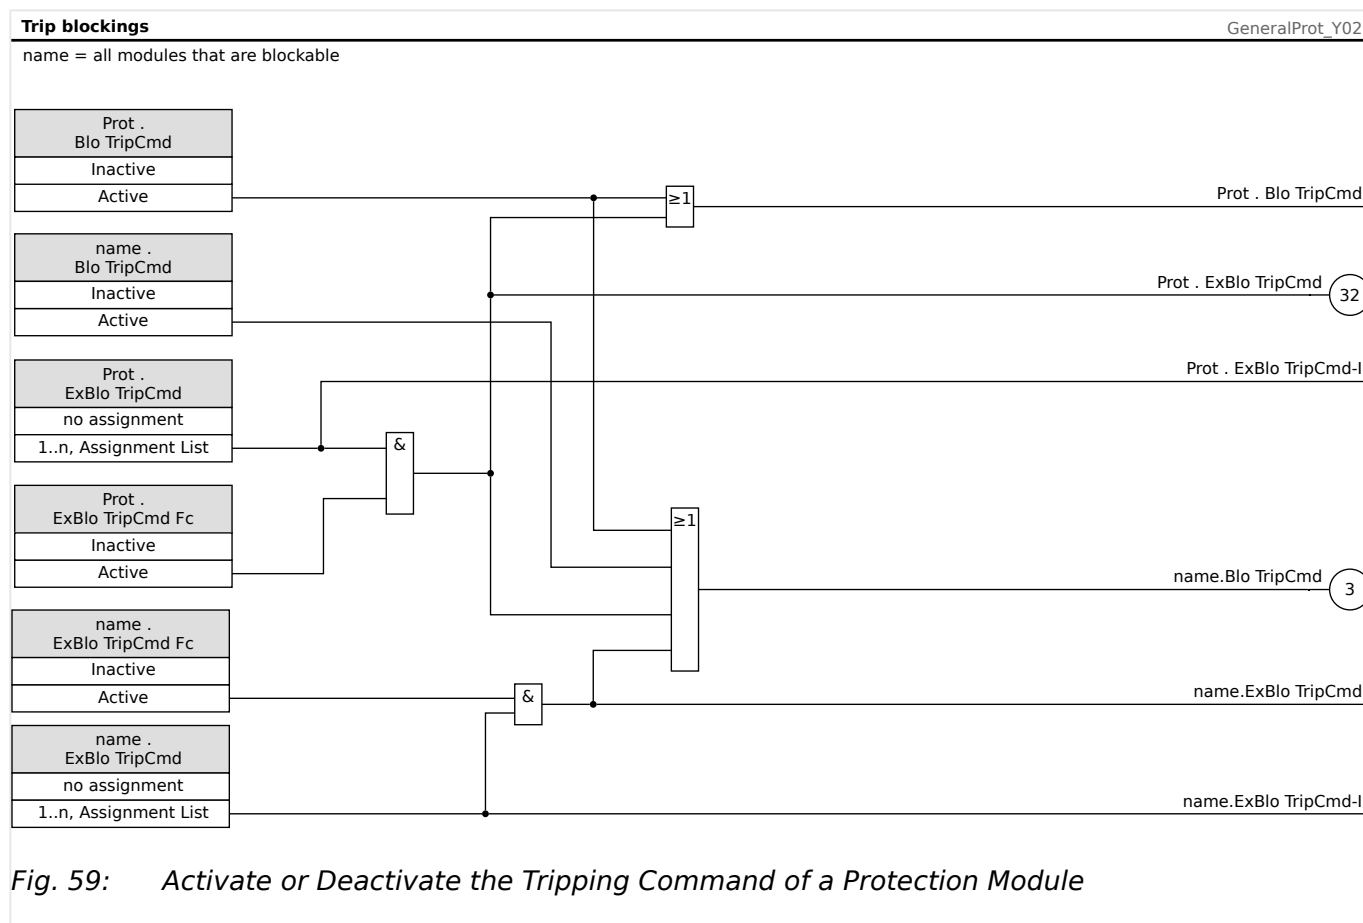 Trip blockings
GeneralProt_Y02
name = all modules that are blockable
Prot .
Blo TripCmd
Inactive
Active
≥1
Prot . Blo TripCmd
name .
Blo TripCmd
Inactive
Active
Prot . ExBlo TripCmd
32
Prot .
ExBlo TripCmd
no assignment
1..n, Assignment List
Prot . ExBlo TripCmd-I
&
Prot .
ExBlo TripCmd Fc
Inactive
Active
≥1
name.Blo TripCmd
3
name .
ExBlo TripCmd Fc
Inactive
Active
&
name.ExBlo TripCmd
name .
ExBlo TripCmd
no assignment
1..n, Assignment List
name.ExBlo TripCmd-I
Fig. 59: Activate or Deactivate the Tripping Command of a Protection Module